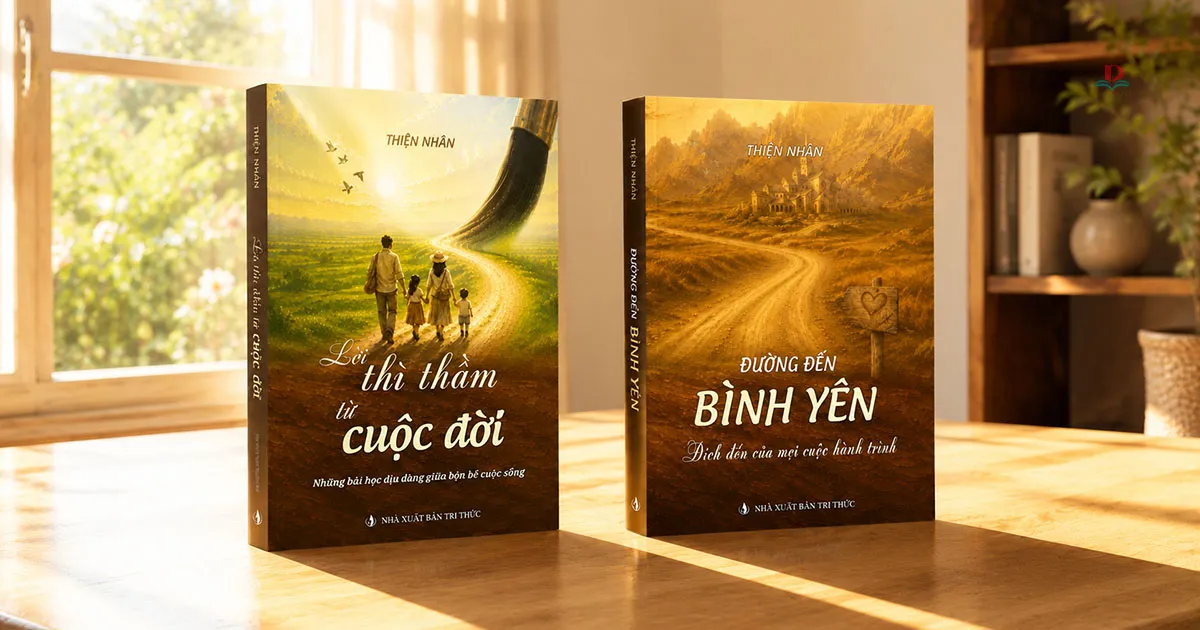 THIỆN NHÂN
Lời thì thầm từ cuộc đời
THIỆN NHÂN
Lời
thì thầm
từ
cuộc đời
Những bài học dịu dàng giữa bộn bề cuộc sống
NHÀ XUẤT BẢN TRI THỨC
THIỆN NHÂN
ĐƯỜNG ĐẾN BÌNH YÊN
THIỆN NHÂN
ĐƯỜNG ĐẾN
BÌNH YÊN
Đích đến của mọi cuộc hành trình
NHÀ XUẤT BẢN TRI THỨC